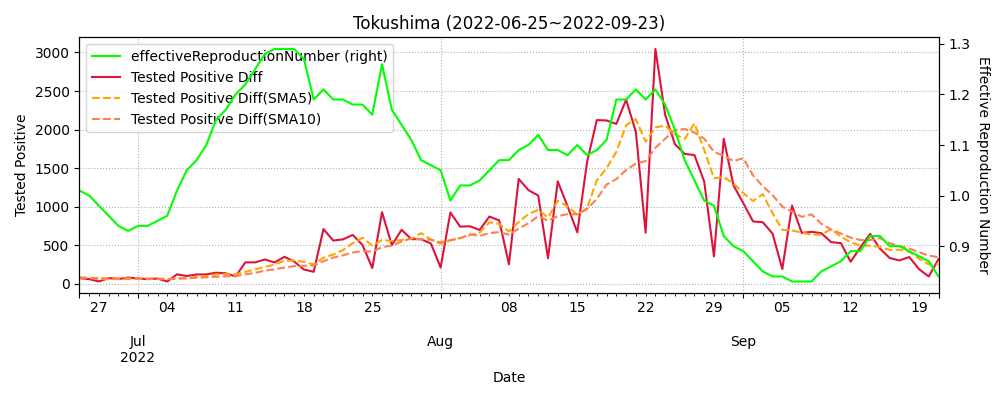 Tokushima (2022-06-25~2022-09-23)
effectiveReproductionNumber (right)
Tested Positive Diff
Tested Positive Diff(SMA5)
Tested Positive Diff(SMA10)
Tested Positive
3000
2500
2000
1500
1000
500
0
1.3
1.2
1.1
1.0
0.9
Effective Reproduction Number
27 04 11 18 25 08 15 22 29 05 12 19
Jul Aug Sep
2022
Date